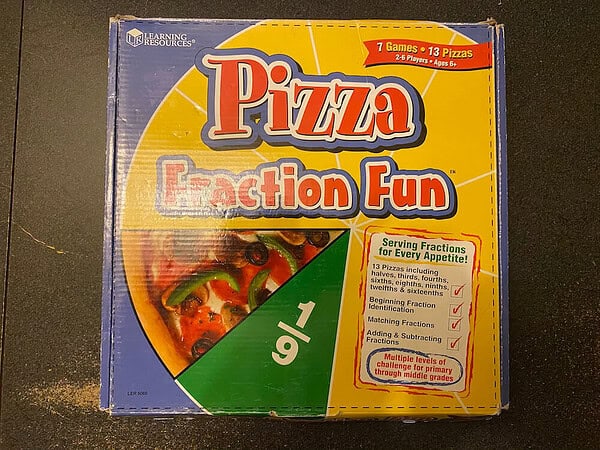 LEARNING
RESOURCES®
7 Games • 13 Pizzas
2-6 Players • Ages 6+
Pizza
Fraction Fun™
1/9
Serving Fractions
for Every Appetite!
13 Pizzas including
halves, thirds, fourths,
sixths, eighths, ninths,
twelfths & sixteenths
Beginning Fraction
Identification
Matching Fractions
Adding & Subtracting
Fractions
Multiple levels of
challenge for primary
through middle grades
LER